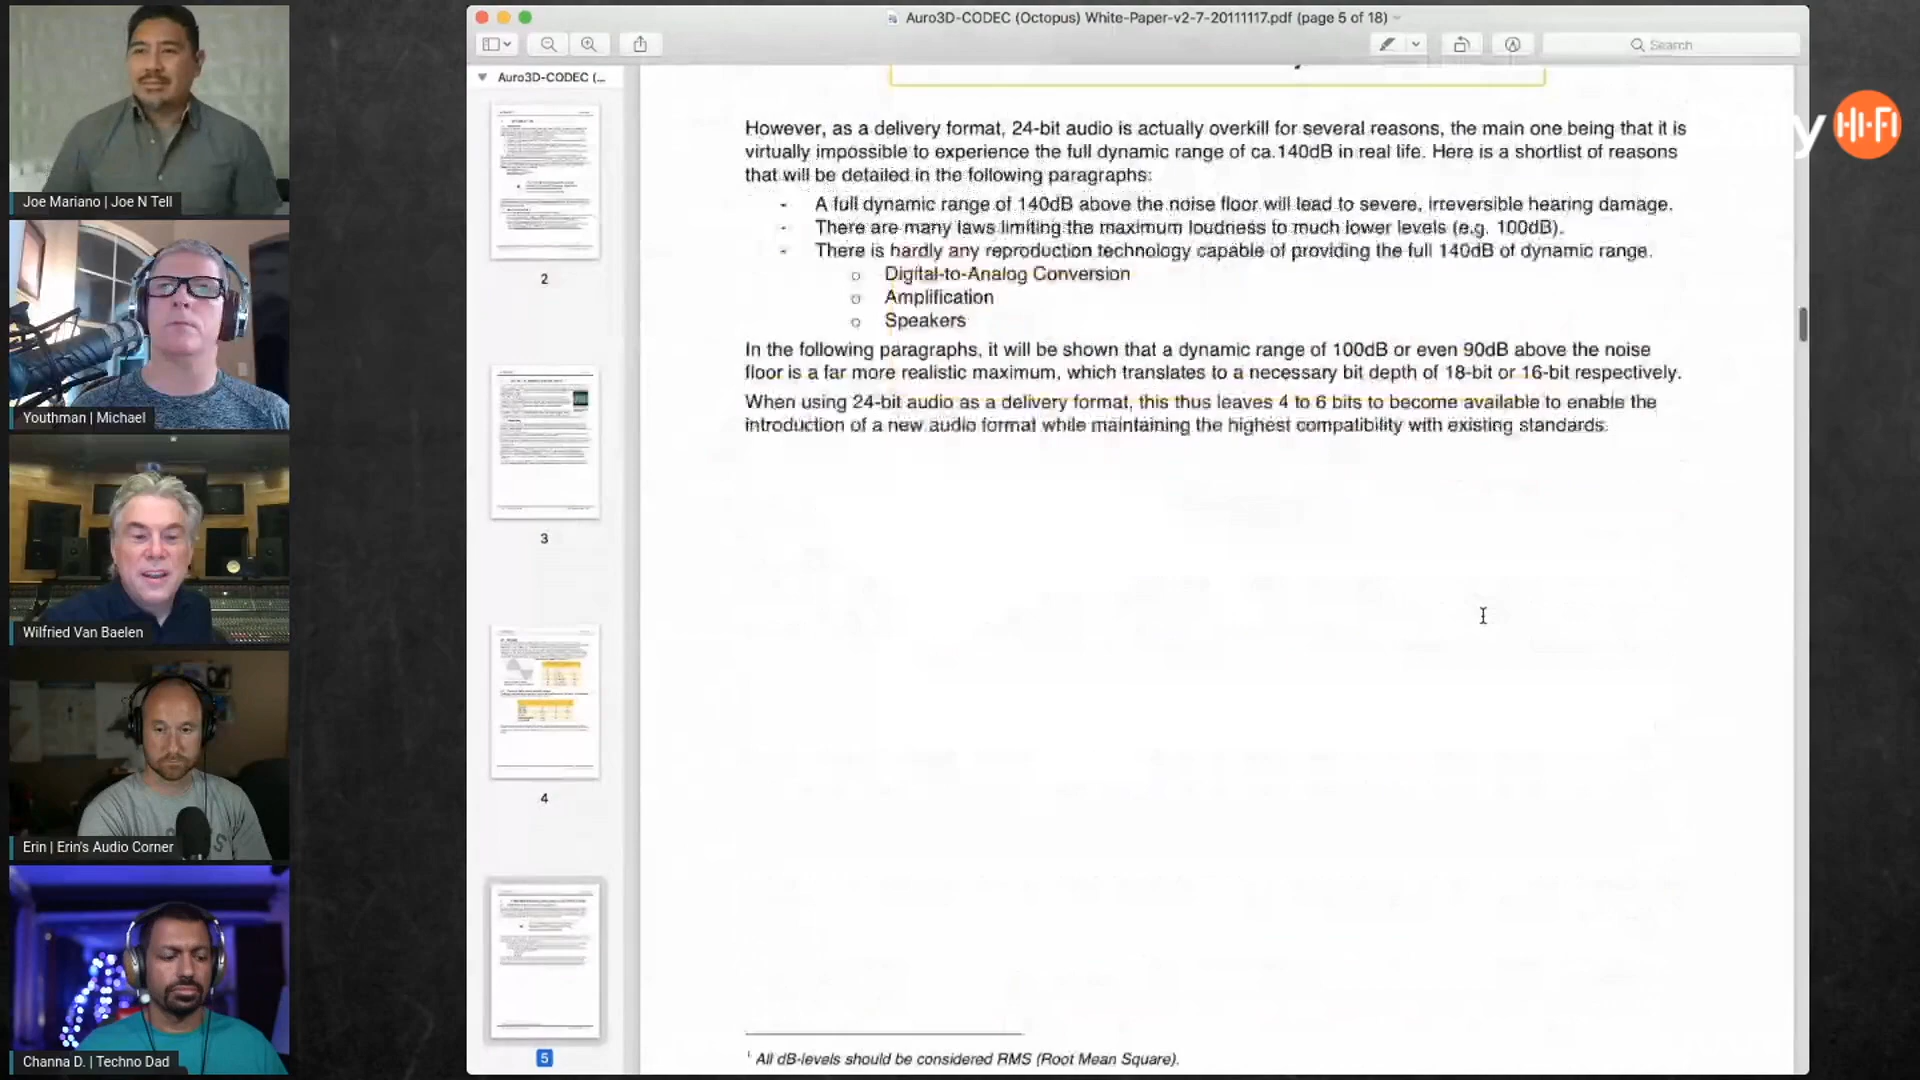 Joe Mariano | Joe N Tell
Youthman | Michael
Wilfried Van Baelen
Erin | Erin's Audio Corner
Channa D. | Techno Dad
Auro3D-CODEC (Octopus) White-Paper-v2-7-20111117.pdf (page 5 of 18)
Search
Auro3D-CODEC (...
2
3
4
5
However, as a delivery format, 24-bit audio is actually overkill for several reasons, the main one being that it is
virtually impossible to experience the full dynamic range of ca.140dB in real life. Here is a shortlist of reasons
that will be detailed in the following paragraphs:
- A full dynamic range of 140dB above the noise floor will lead to severe, irreversible hearing damage.
- There are many laws limiting the maximum loudness to much lower levels (e.g. 100dB).
- There is hardly any reproduction technology capable of providing the full 140dB of dynamic range.
o Digital-to-Analog Conversion
o Amplification
o Speakers
In the following paragraphs, it will be shown that a dynamic range of 100dB or even 90dB above the noise
floor is a far more realistic maximum, which translates to a necessary bit depth of 18-bit or 16-bit respectively.
When using 24-bit audio as a delivery format, this thus leaves 4 to 6 bits to become available to enable the
introduction of a new audio format while maintaining the highest compatibility with existing standards.
1 All dB-levels should be considered RMS (Root Mean Square).
HI-FI